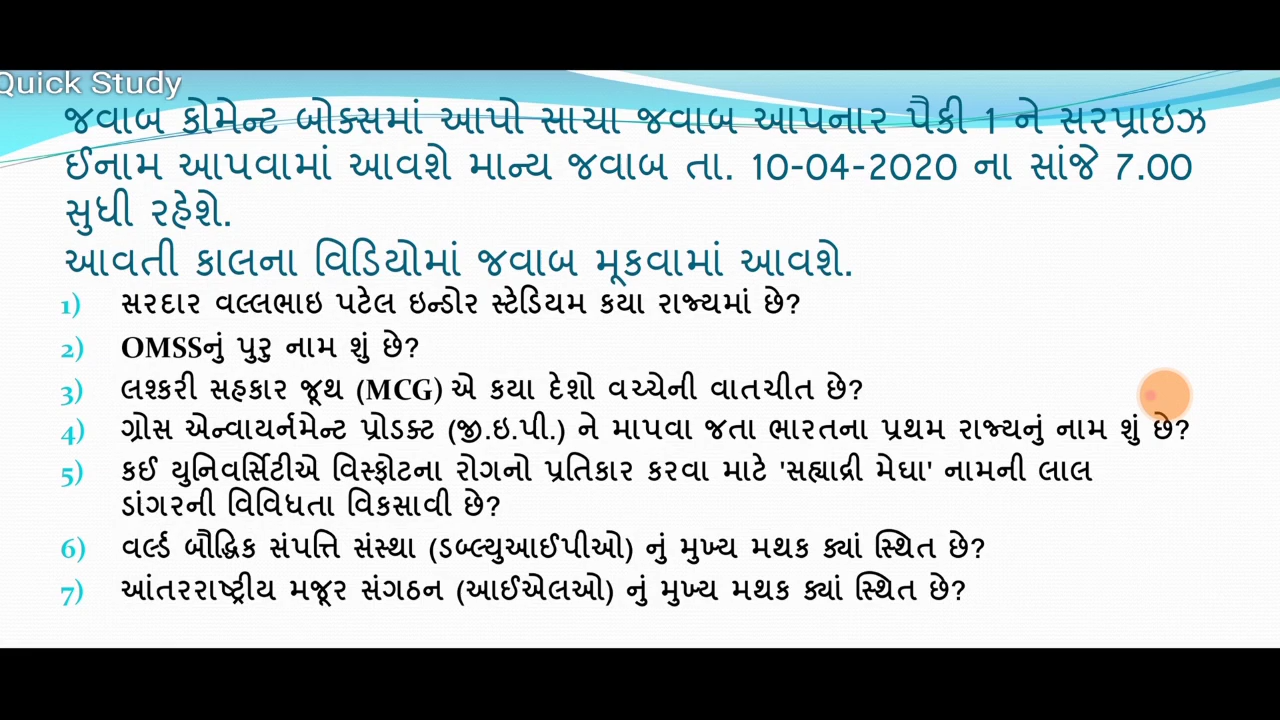 Quick Study
જવાબ કોમેન્ટ બોક્સમાં આપો સાચા જવાબ આપનાર પૈકી 1 ને સરપ્રાઇઝ
ઈનામ આપવામાં આવશે માન્ય જવાબ તા. 10-04-2020 ના સાંજે 7.00
સુધી રહેશે.
આવતી કાલના વિડિયોમાં જવાબ મૂકવામાં આવશે.
1) સરદાર વલ્લભાઇ પટેલ ઇન્ડોર સ્ટેડિયમ કયા રાજ્યમાં છે?
2) OMSSનું પુરુ નામ શું છે?
3) લશ્કરી સહકાર જૂથ (MCG) એ કયા દેશો વચ્ચેની વાતચીત છે?
4) ગ્રોસ એન્વાયર્નમેન્ટ પ્રોડક્ટ (જી.ઇ.પી.) ને માપવા જતા ભારતના પ્રથમ રાજ્યનું નામ શું છે?
5) કઈ યુનિવર્સિટીએ વિસ્ફોટના રોગનો પ્રતિકાર કરવા માટે 'સહ્યાદ્રી મેઘા' નામની લાલ
ડાંગરની વિવિધતા વિકસાવી છે?
6) વર્લ્ડ બૌદ્ધિક સંપત્તિ સંસ્થા (ડબ્લ્યુઆઈપીઓ) નું મુખ્ય મથક ક્યાં સ્થિત છે?
7) આંતરરાષ્ટ્રીય મજૂર સંગઠન (આઈએલઓ) નું મુખ્ય મથક ક્યાં સ્થિત છે?